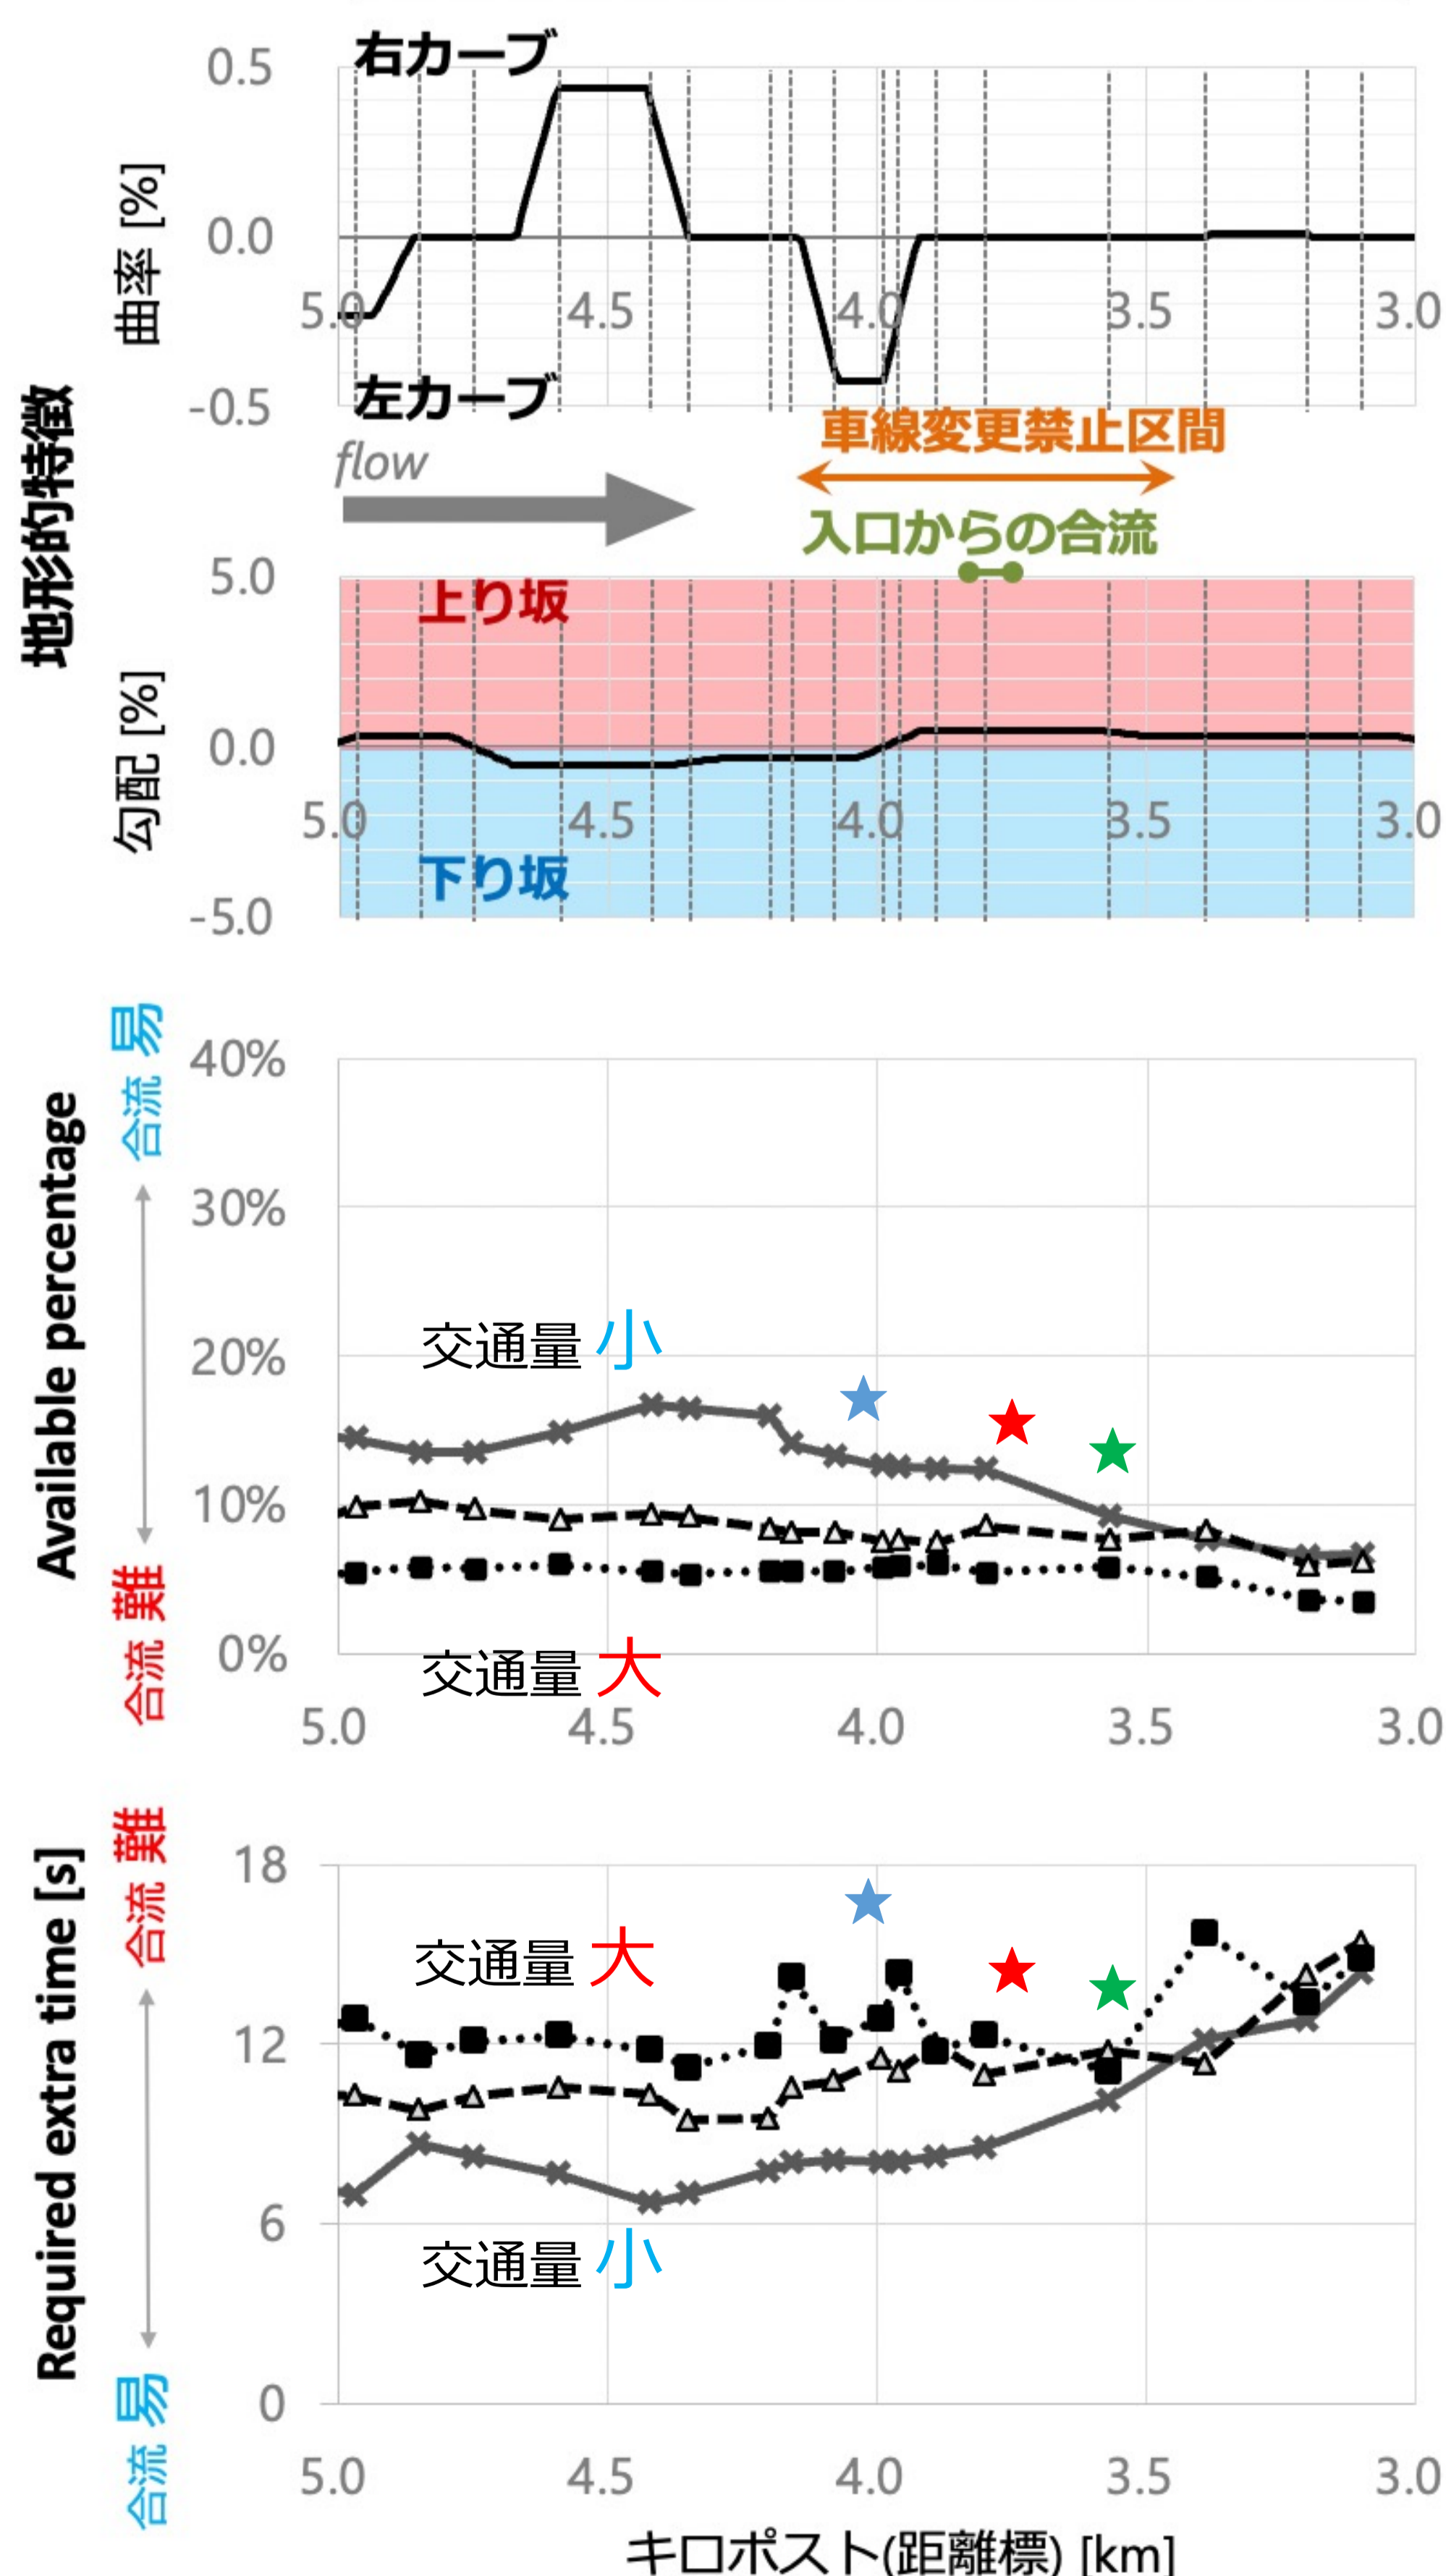 右カーブ
0.5
0.0
-0.5
曲率 [%]
5.0
4.5
4.0
3.5
3.0
左カーブ
地形的特徴
車線変更禁止区間
flow
入口からの合流
5.0
0.0
-5.0
上り坂
勾配 [%]
5.0
4.5
4.0
3.5
3.0
下り坂
Available percentage
合流 易
合流 難
40%
30%
20%
10%
0%
交通量 小
交通量 大
5.0
4.5
4.0
3.5
3.0
Required extra time [s]
合流 難
合流 易
18
12
6
0
交通量 大
交通量 小
5.0
4.5
4.0
3.5
3.0
キロポスト(距離標) [km]